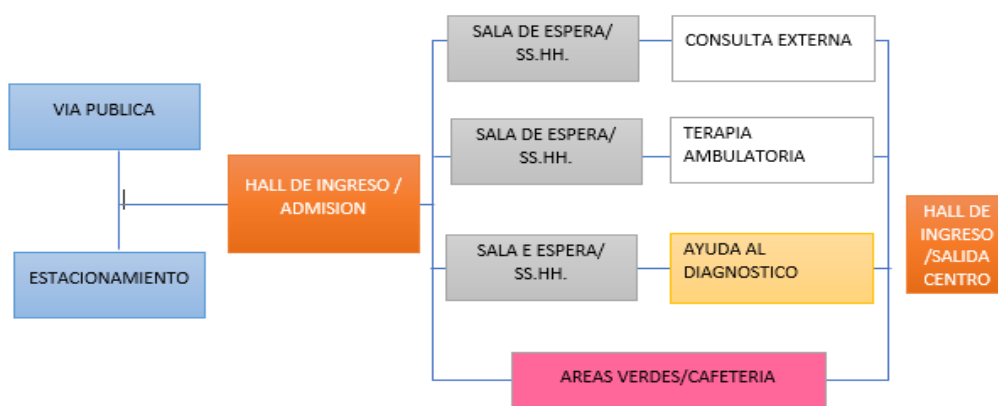 VIA PUBLICA
ESTACIONAMIENTO
HALL DE INGRESO /
ADMISION
SALA DE ESPERA/
SS.HH.
CONSULTA EXTERNA
SALA DE ESPERA/
SS.HH.
TERAPIA
AMBULATORIA
SALA E ESPERA/
SS.HH.
AYUDA AL
DIAGNOSTICO
AREAS VERDES/CAFETERIA
HALL DE
INGRESO
/SALIDA
CENTRO